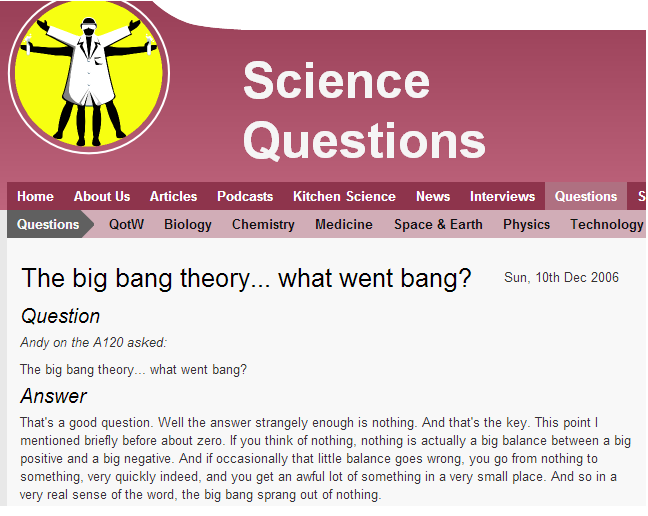 Science
Questions
Home About Us Articles Podcasts Kitchen Science News Interviews Questions S
Questions QotW Biology Chemistry Medicine Space & Earth Physics Technology
The big bang theory... what went bang? Sun, 10th Dec 2006
Question
Andy on the A120 asked:
The big bang theory... what went bang?
Answer
That's a good question. Well the answer strangely enough is nothing. And that's the key. This point I
mentioned briefly before about zero. If you think of nothing, nothing is actually a big balance between a big
positive and a big negative. And if occasionally that little balance goes wrong, you go from nothing to
something, very quickly indeed, and you get an awful lot of something in a very small place. And so in a
very real sense of the word, the big bang sprang out of nothing.